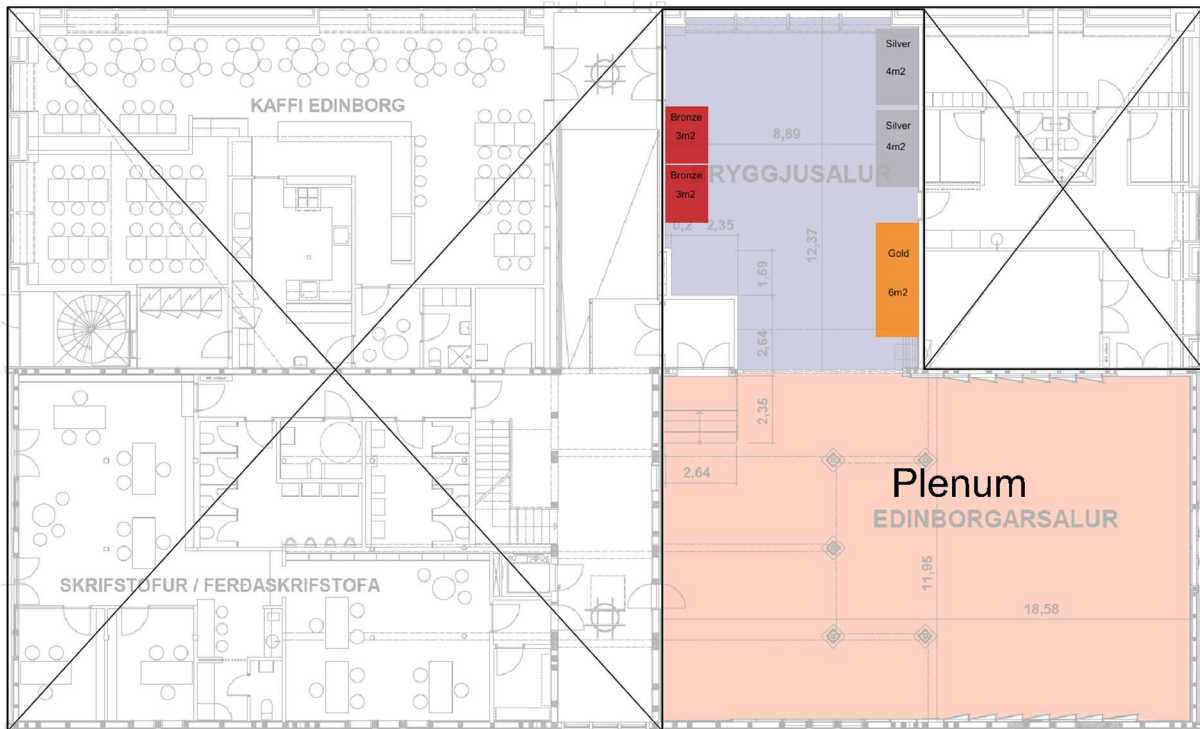 KAFFI EDINBORG
Silver
4m2
Silver
4m2
Bronze
3m2
Bronze
3m2
8,89
RYGGJUSALUR
0,2
2,35
12,37
1,59
2,64
Gold
6m2
2,35
2,64
Plenum
EDINBORGARSALUR
11,95
18,58
SKRIFSTOFUR / FERÐASKRIFSTOFA